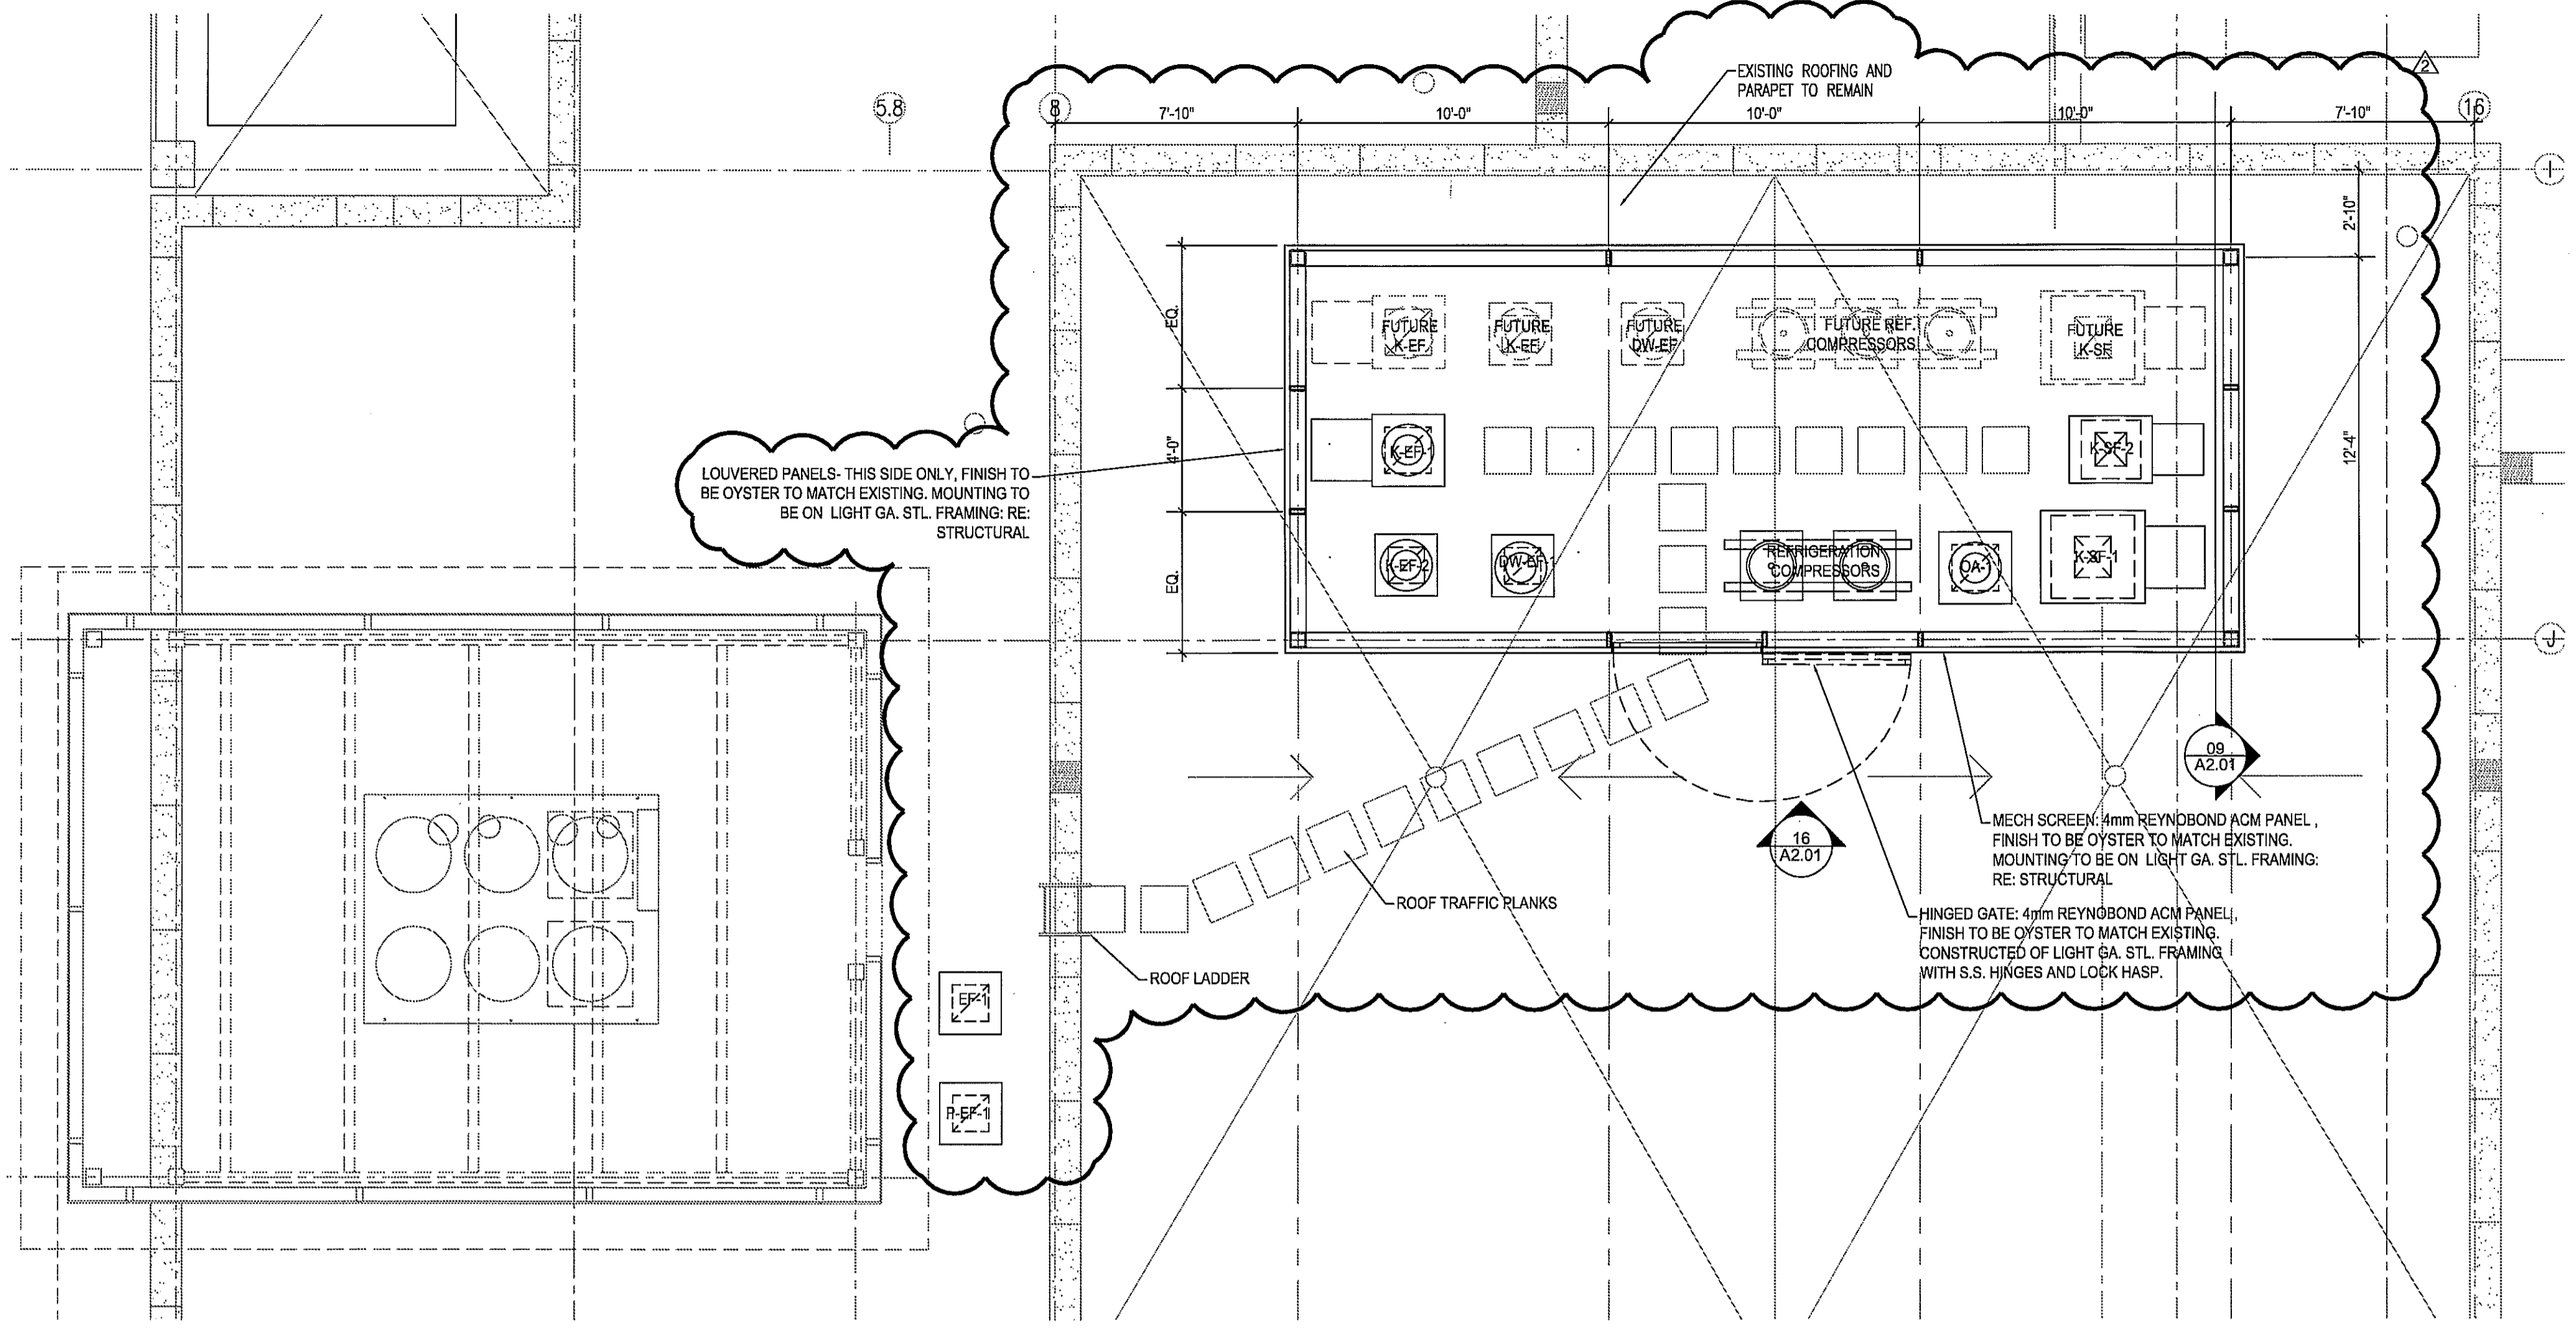 2
EXISTING ROOFING AND
PARAPET TO REMAIN
5.8
8
16
7'-10"
10'-0"
10'-0"
10'-0"
7'-10"
I
2'-10"
EQ.
FUTURE
K-EF
FUTURE
K-EF
FUTURE
DW-EF
FUTURE REF.
COMPRESSORS
FUTURE
K-SF
4'-0"
K-EF-1
K-SF-2
12'-4"
LOUVERED PANELS- THIS SIDE ONLY, FINISH TO
BE OYSTER TO MATCH EXISTING. MOUNTING TO
BE ON LIGHT GA. STL. FRAMING: RE:
STRUCTURAL
EQ.
K-EF-2
DW-EF-1
REFRIGERATION
COMPRESSORS
OA-1
K-SF-1
J
09
A2.01
16
A2.01
MECH SCREEN: 4mm REYNOBOND ACM PANEL ,
FINISH TO BE OYSTER TO MATCH EXISTING.
MOUNTING TO BE ON LIGHT GA. STL. FRAMING:
RE: STRUCTURAL
ROOF TRAFFIC PLANKS
HINGED GATE: 4mm REYNOBOND ACM PANEL ,
FINISH TO BE OYSTER TO MATCH EXISTING.
CONSTRUCTED OF LIGHT GA. STL. FRAMING
WITH S.S. HINGES AND LOCK HASP.
ROOF LADDER
EF-1
R-EF-1